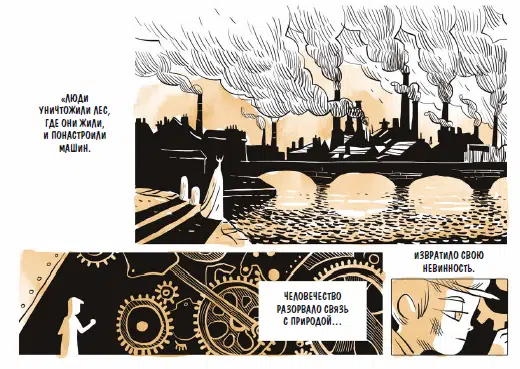 «ЛЮДИ
УНИЧТОЖИЛИ ЛЕС,
ГДЕ ОНИ ЖИЛИ,
И ПОНАСТРОИЛИ
МАШИН.
ЧЕЛОВЕЧЕСТВО
РАЗОРВАЛО СВЯЗЬ
С ПРИРОДОЙ...
ИЗВРАТИЛО СВОЮ
НЕВИННОСТЬ.